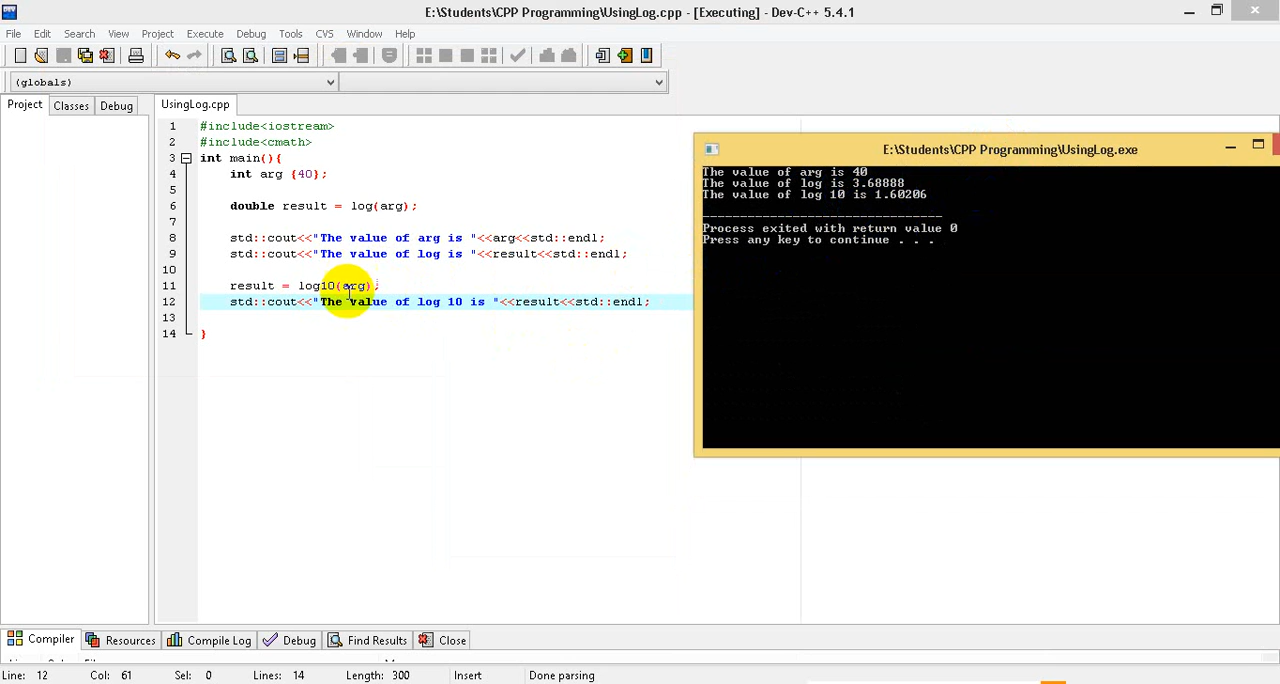 E:\Students\CPP Programming\UsingLog.cpp - [Executing] - Dev-C++ 5.4.1
File Edit Search View Project Execute Debug Tools CVS Window Help
(globals)
Project Classes Debug
UsingLog.cpp
1 #include<iostream>
2 #include<cmath>
3 int main(){
4 int arg {40};
5
6 double result = log(arg);
7
8 std::cout<<"The value of arg is "<<arg<<std::endl;
9 std::cout<<"The value of log is "<<result<<std::endl;
10
11 result = log10(arg);
12 std::cout<<"The value of log 10 is "<<result<<std::endl;
13
14 }
E:\Students\CPP Programming\UsingLog.exe
The value of arg is 40
The value of log is 3.68888
The value of log 10 is 1.60206
--------------------------------
Process exited with return value 0
Press any key to continue . . .
Compiler Resources Compile Log Debug Find Results Close
Line: 12 Col: 61 Sel: 0 Lines: 14 Length: 300 Insert Done parsing